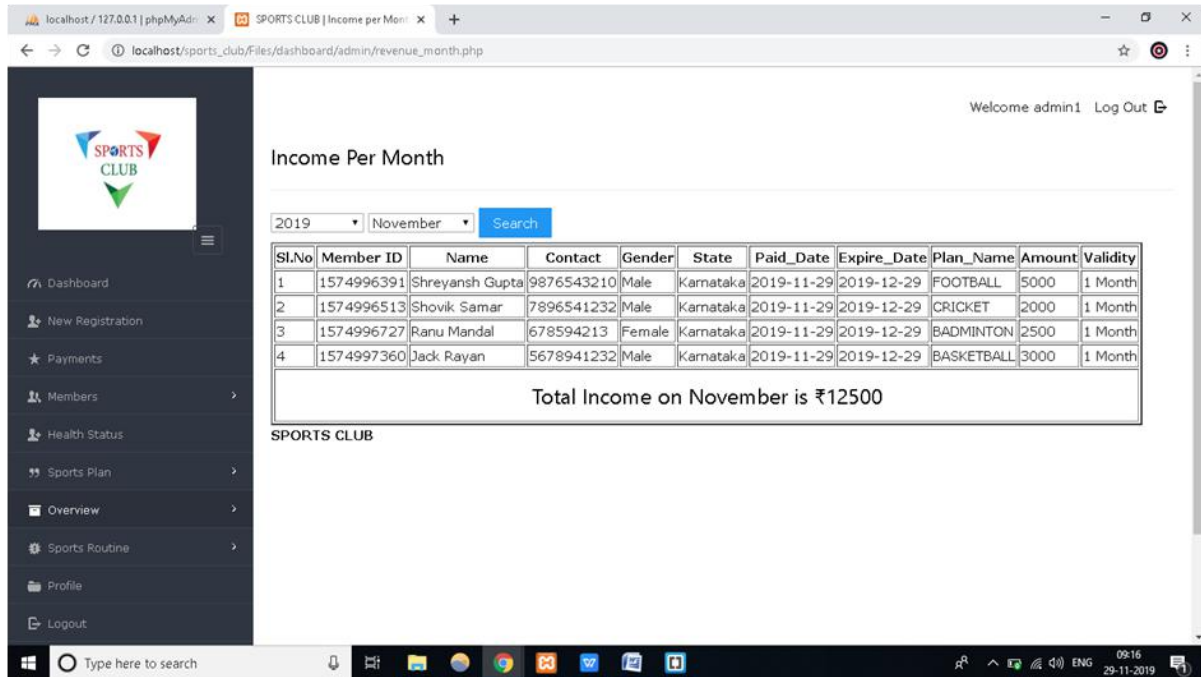 localhost / 127.0.0.1 | phpMyAdm
SPORTS CLUB | Income per Mont
localhost/sports_club/Files/dashboard/admin/revenue_month.php
SPORTS
CLUB
Welcome admin1 Log Out
Income Per Month
2019 November Search
Sl.No Member ID Name Contact Gender State Paid_Date Expire_Date Plan_Name Amount Validity
1 1574996391 Shreyansh Gupta 9876543210 Male Karnataka 2019-11-29 2019-12-29 FOOTBALL 5000 1 Month
2 1574996513 Shovik Samar 7896541232 Male Karnataka 2019-11-29 2019-12-29 CRICKET 2000 1 Month
3 1574996727 Ranu Mandal 678594213 Female Karnataka 2019-11-29 2019-12-29 BADMINTON 2500 1 Month
4 1574997360 Jack Rayan 5678941232 Male Karnataka 2019-11-29 2019-12-29 BASKETBALL 3000 1 Month
Total Income on November is ₹12500
SPORTS CLUB
Dashboard
New Registration
Payments
Members
Health Status
Sports Plan
Overview
Sports Routine
Profile
Logout
Type here to search
ENG
09:16
29-11-2019